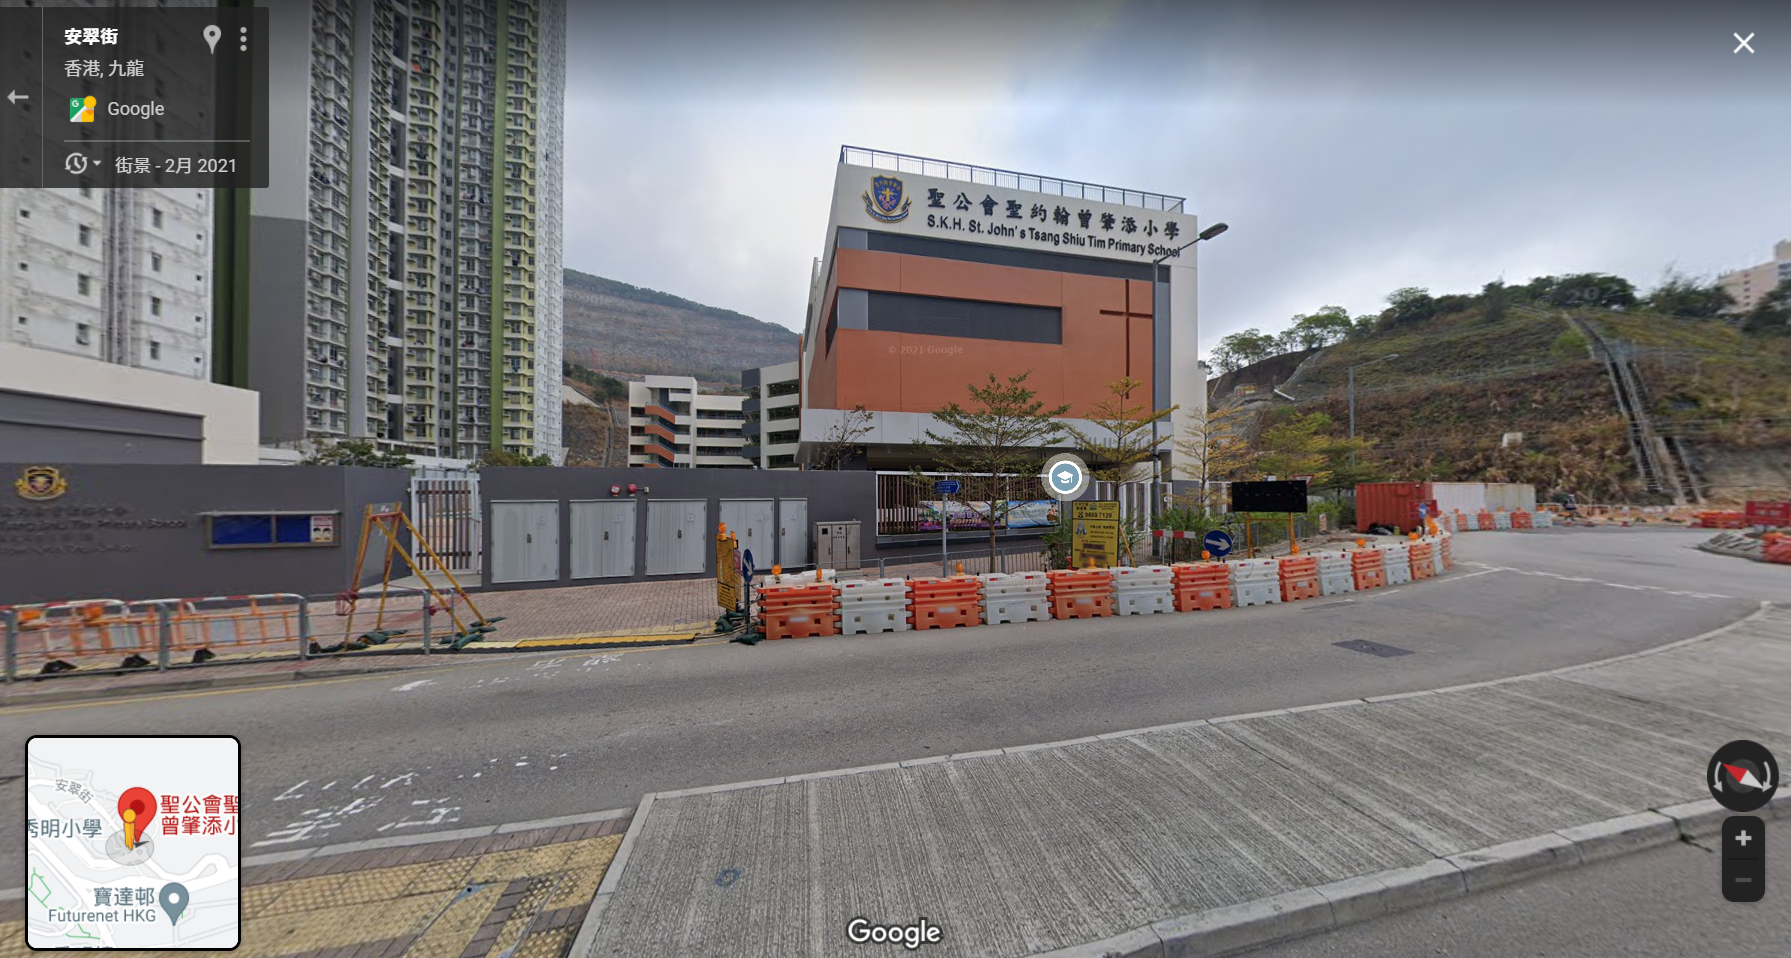 安翠街
香港, 九龍
Google
街景 - 2月 2021
聖公會聖約翰曾肇添小學
S.K.H. St. John's Tsang Shiu Tim Primary School
© 2021 Google
安翠街
聖公會聖
曾肇添小
秀明小學
寶達邨
Futurenet HKG
Google